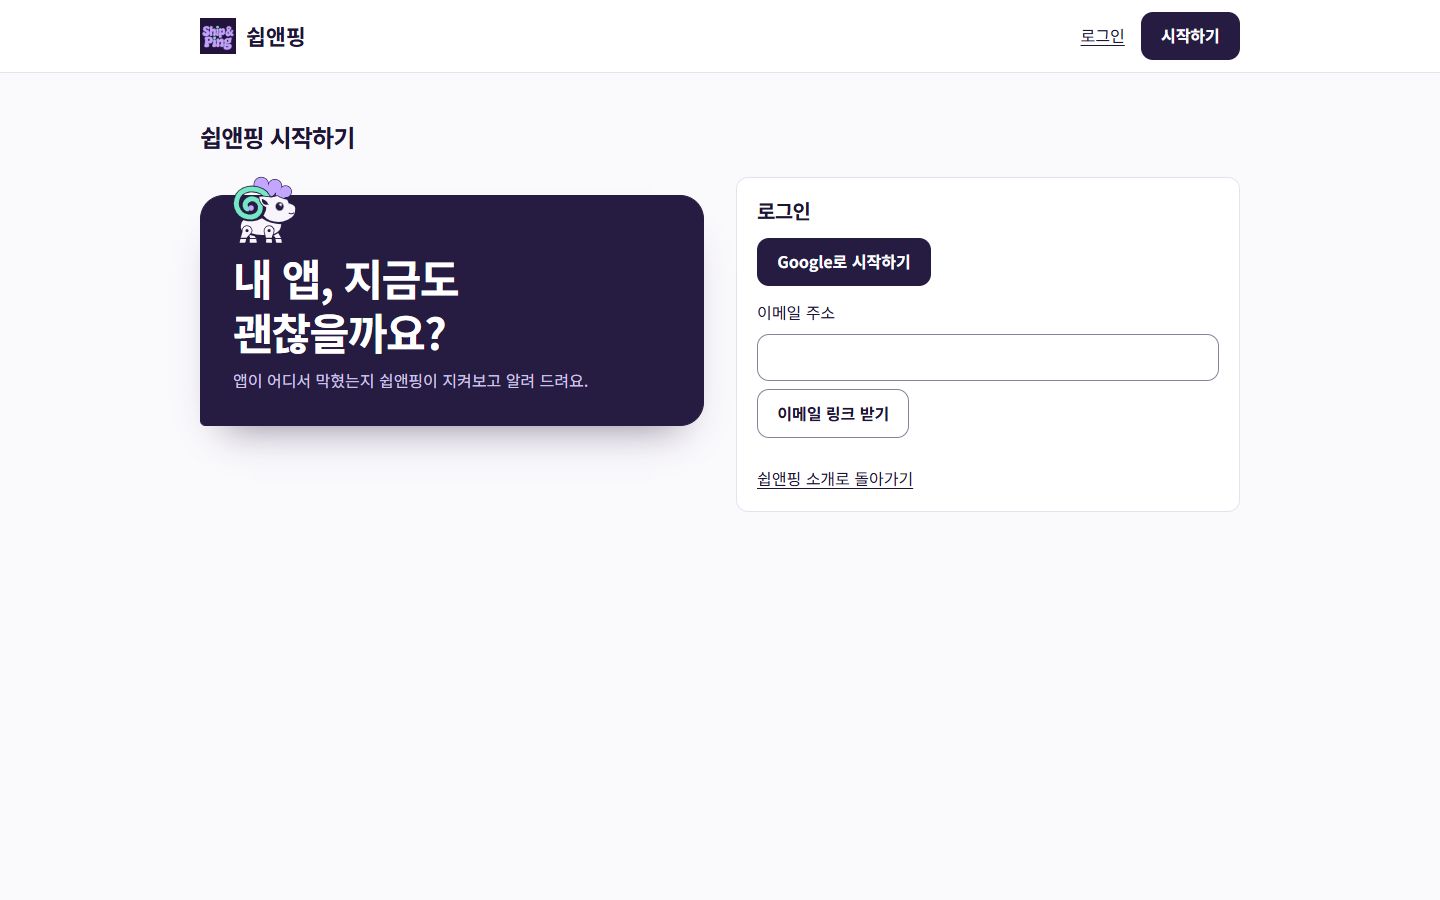 Ship&
Ping
쉽앤핑
로그인
시작하기
쉽앤핑 시작하기
내 앱, 지금도
괜찮을까요?
앱이 어디서 막혔는지 쉽앤핑이 지켜보고 알려 드려요.
로그인
Google로 시작하기
이메일 주소
이메일 링크 받기
쉽앤핑 소개로 돌아가기